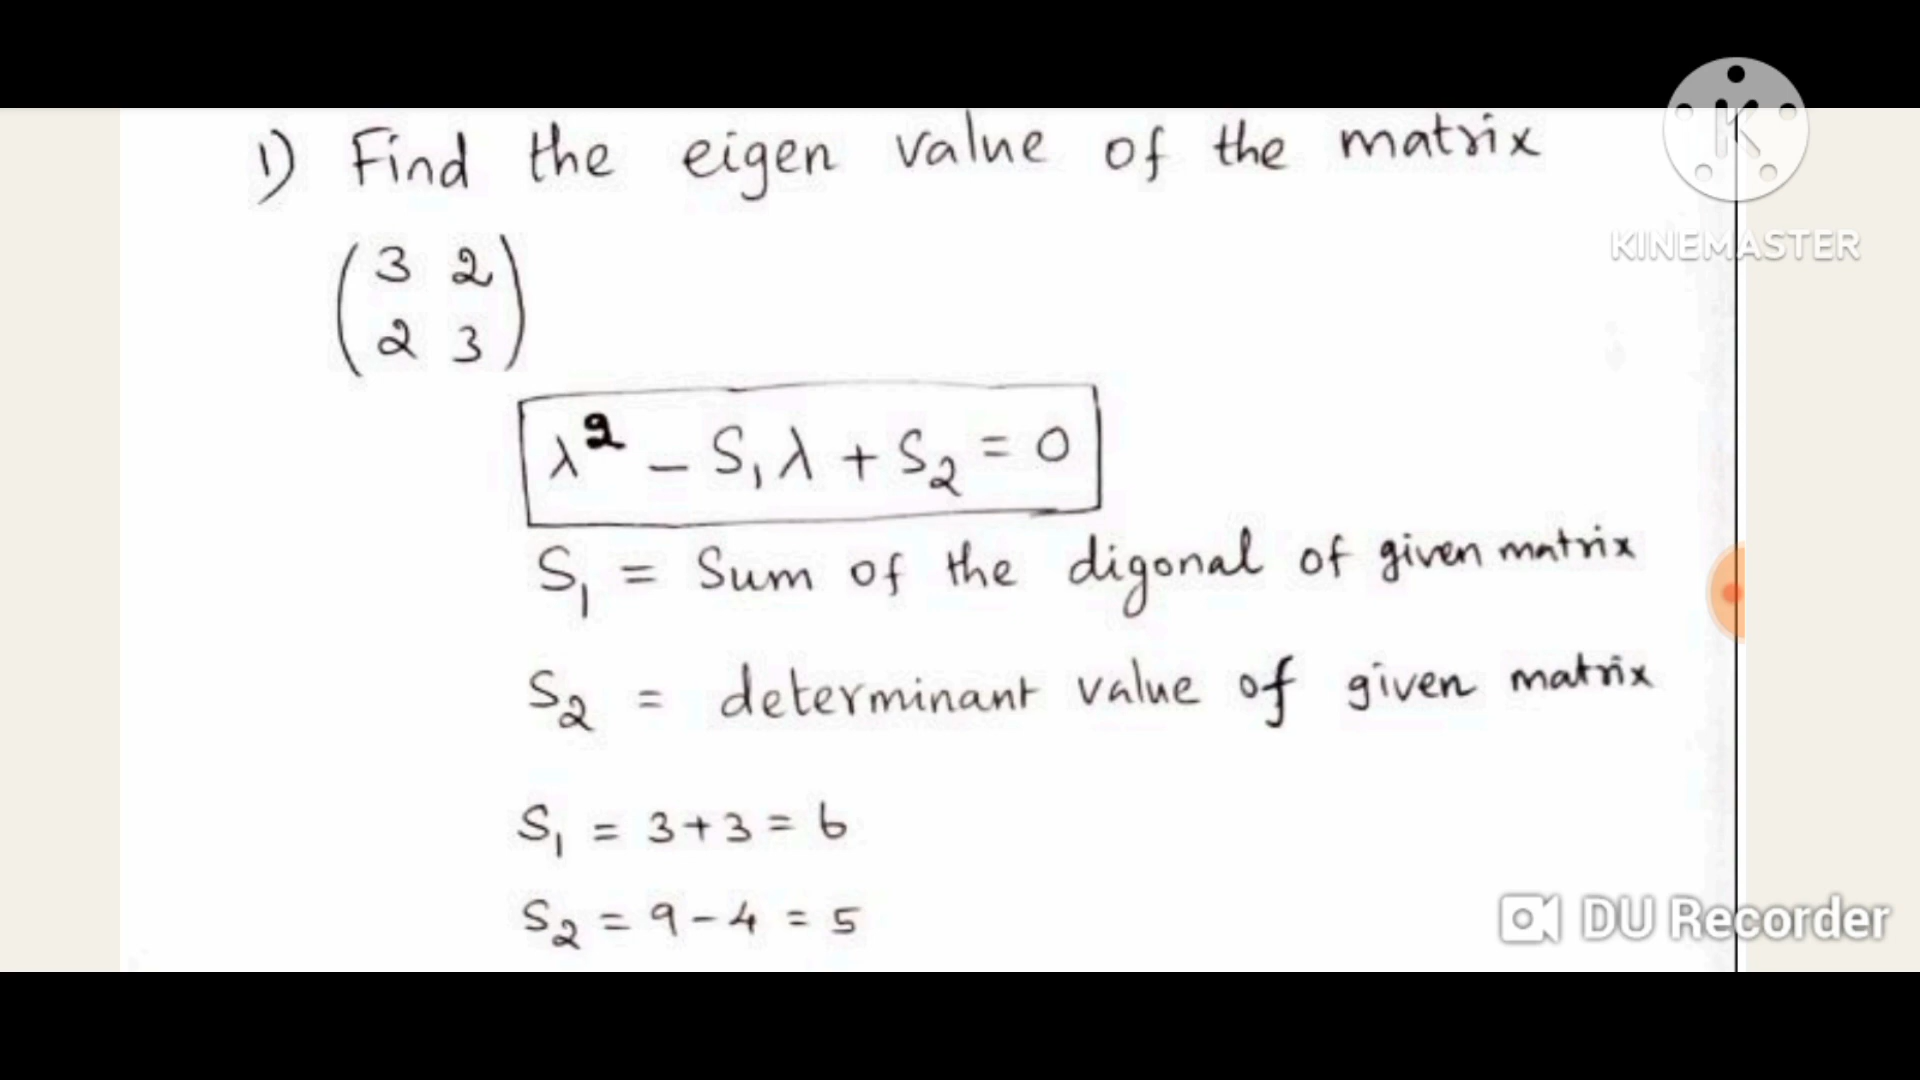 1) Find the eigen value of the matrix
KINEMASTER
(3 2
2 3)
λ² – S₁λ + S₂ = 0
S₁ = Sum of the digonal of given matrix
S₂ = determinant value of given matrix
S₁ = 3+3 = 6
S₂ = 9 – 4 = 5
DU Recorder